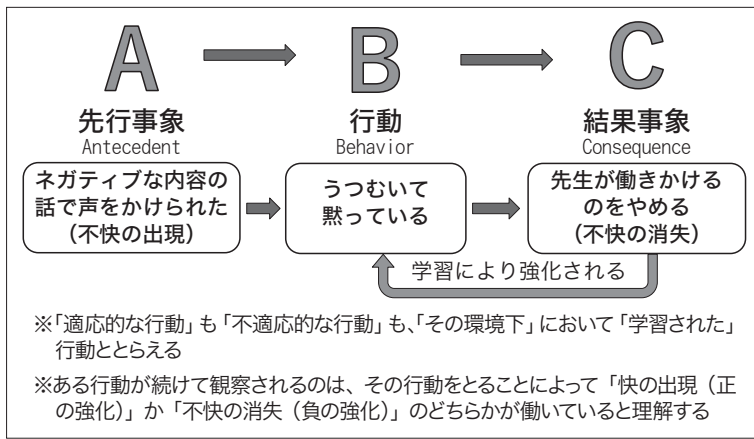 A B C
先行事象 行動 結果事象
Antecedent Behavior Consequence
ネガティブな内容の
話で声をかけられた
（不快の出現）
うつむいて
黙っている
先生が働きかける
のをやめる
（不快の消失）
学習により強化される
※「適応的な行動」も「不適応的な行動」も、「その環境下」において「学習された」
行動ととらえる
※ある行動が続けて観察されるのは、その行動をとることによって「快の出現（正
の強化）」か「不快の消失（負の強化）」のどちらかが働いていると理解する